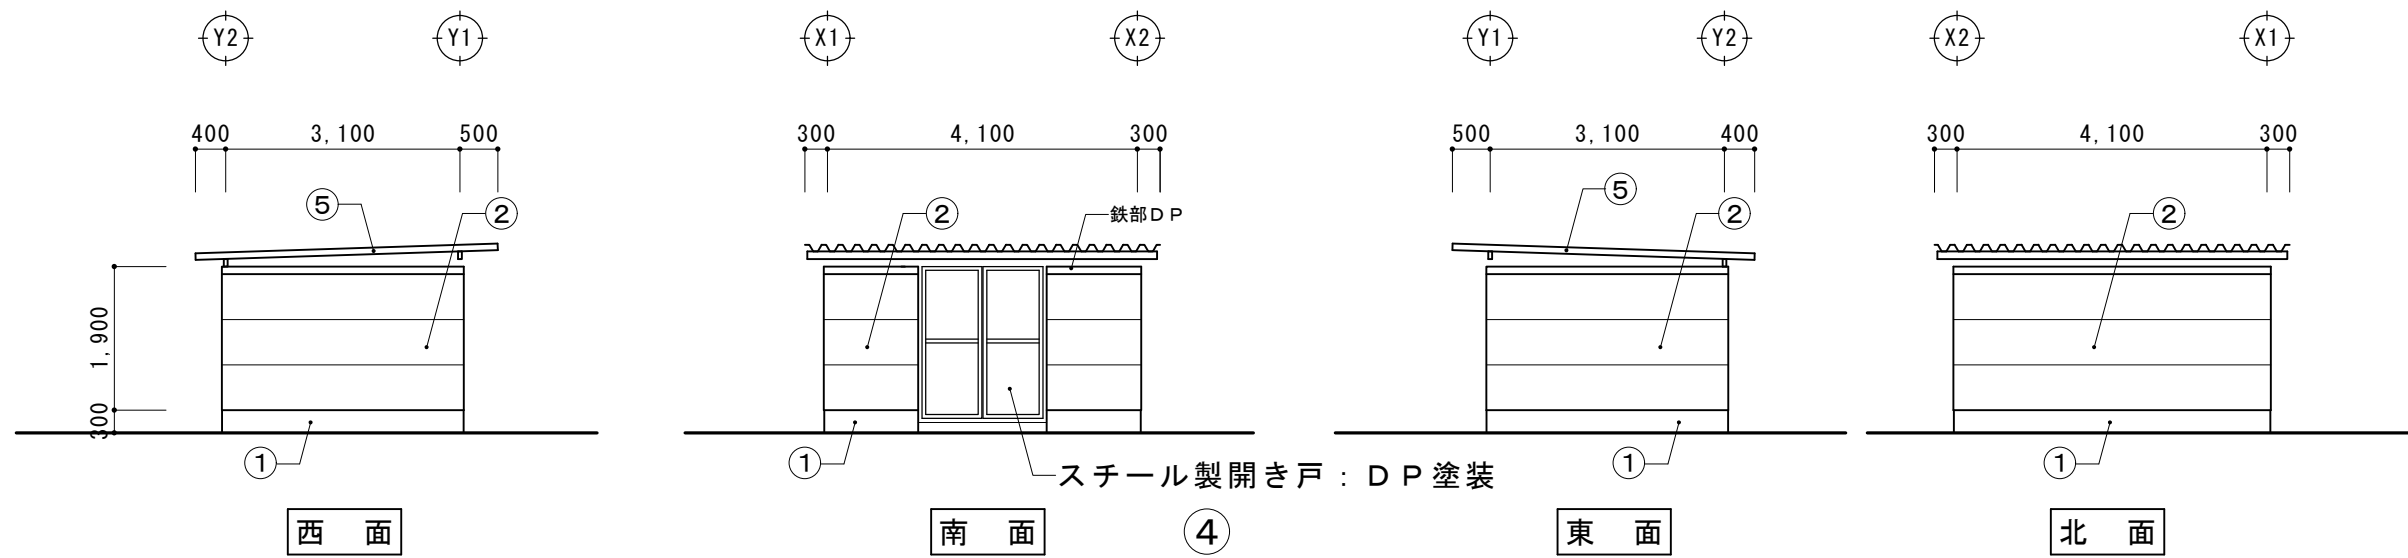 Y2 Y1 X1 X2 Y1 Y2 X2 X1
400 3,100 500 300 4,100 300 500 3,100 400 300 4,100 300
⑤ ② ② 鉄部DP ⑤ ② ②
1,900
300
① ① スチール製開き戸：DP塗装 ① ①
西 面 南 面 ④ 東 面 北 面